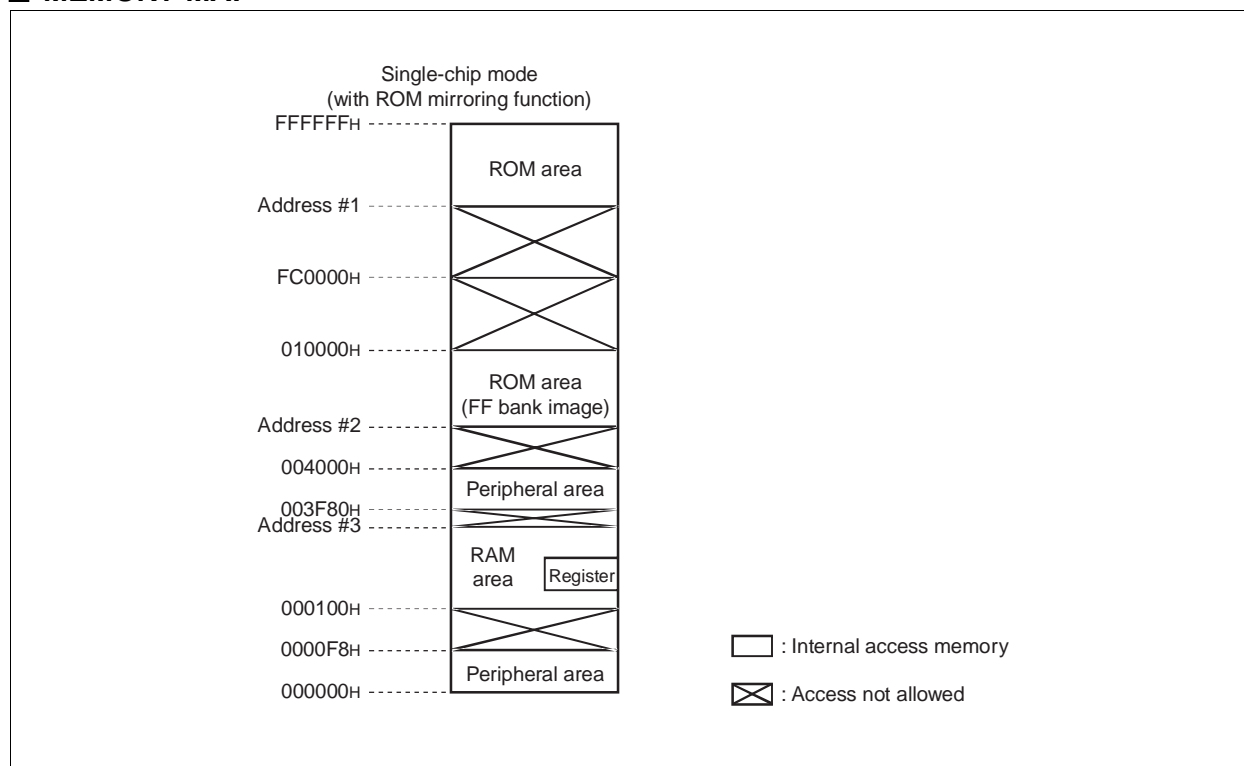 Single-chip mode
(with ROM mirroring function)
FFFFFFH
ROM area
Address #1
FC0000H
010000H
ROM area
(FF bank image)
Address #2
004000H
Peripheral area
003F80H
Address #3
RAM
area
Register
000100H
0000F8H
Peripheral area
000000H
: Internal access memory
: Access not allowed